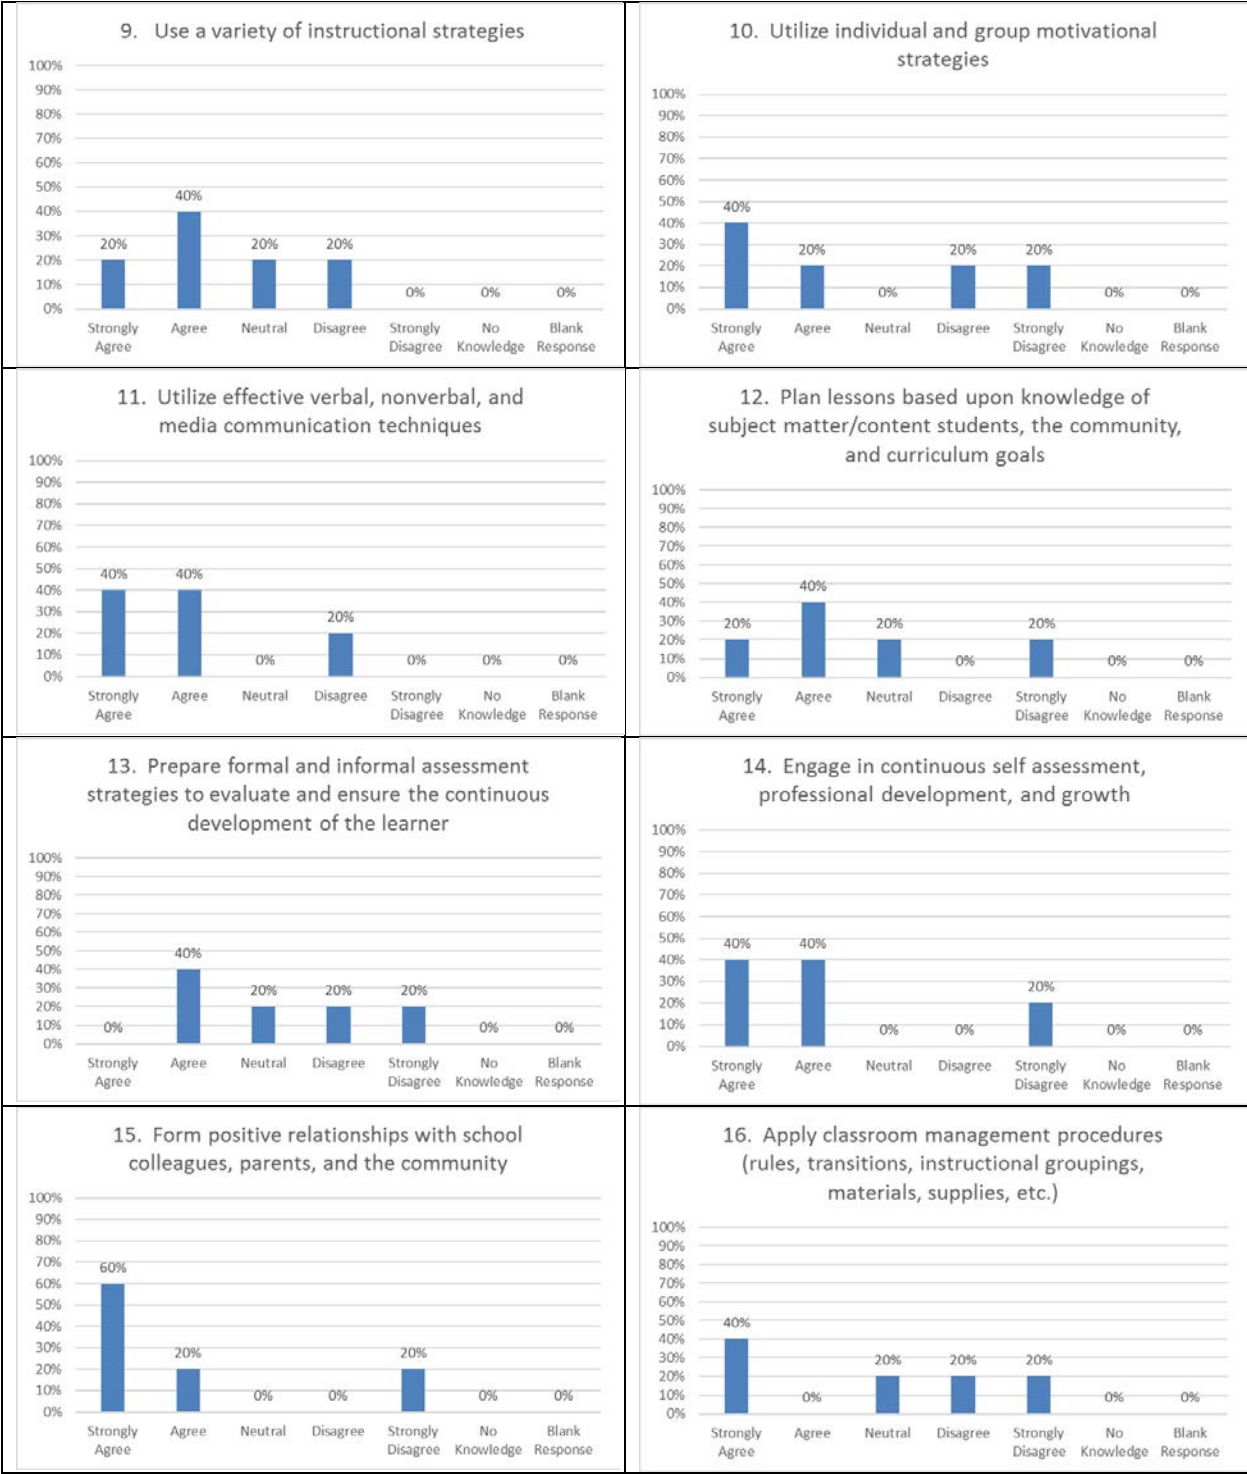 9. Use a variety of instructional strategies
100%
90%
80%
70%
60%
50%
40%
30%
20%
10%
0%
20%
40%
20%
20%
0%
0%
0%
Strongly Agree
Agree
Neutral
Disagree
Strongly Disagree
No Knowledge
Blank Response
10. Utilize individual and group motivational
strategies
100%
90%
80%
70%
60%
50%
40%
30%
20%
10%
0%
40%
20%
0%
20%
20%
0%
0%
Strongly Agree
Agree
Neutral
Disagree
Strongly Disagree
No Knowledge
Blank Response
11. Utilize effective verbal, nonverbal, and
media communication techniques
100%
90%
80%
70%
60%
50%
40%
30%
20%
10%
0%
40%
40%
0%
20%
0%
0%
0%
Strongly Agree
Agree
Neutral
Disagree
Strongly Disagree
No Knowledge
Blank Response
12. Plan lessons based upon knowledge of
subject matter/content students, the community,
and curriculum goals
100%
90%
80%
70%
60%
50%
40%
30%
20%
10%
0%
20%
40%
20%
0%
20%
0%
0%
Strongly Agree
Agree
Neutral
Disagree
Strongly Disagree
No Knowledge
Blank Response
13. Prepare formal and informal assessment
strategies to evaluate and ensure the continuous
development of the learner
100%
90%
80%
70%
60%
50%
40%
30%
20%
10%
0%
0%
40%
20%
20%
20%
0%
0%
Strongly Agree
Agree
Neutral
Disagree
Strongly Disagree
No Knowledge
Blank Response
14. Engage in continuous self assessment,
professional development, and growth
100%
90%
80%
70%
60%
50%
40%
30%
20%
10%
0%
40%
40%
0%
0%
20%
0%
0%
Strongly Agree
Agree
Neutral
Disagree
Strongly Disagree
No Knowledge
Blank Response
15. Form positive relationships with school
colleagues, parents, and the community
100%
90%
80%
70%
60%
50%
40%
30%
20%
10%
0%
60%
20%
0%
0%
20%
0%
0%
Strongly Agree
Agree
Neutral
Disagree
Strongly Disagree
No Knowledge
Blank Response
16. Apply classroom management procedures
(rules, transitions, instructional groupings,
materials, supplies, etc.)
100%
90%
80%
70%
60%
50%
40%
30%
20%
10%
0%
40%
0%
20%
20%
20%
0%
0%
Strongly Agree
Agree
Neutral
Disagree
Strongly Disagree
No Knowledge
Blank Response